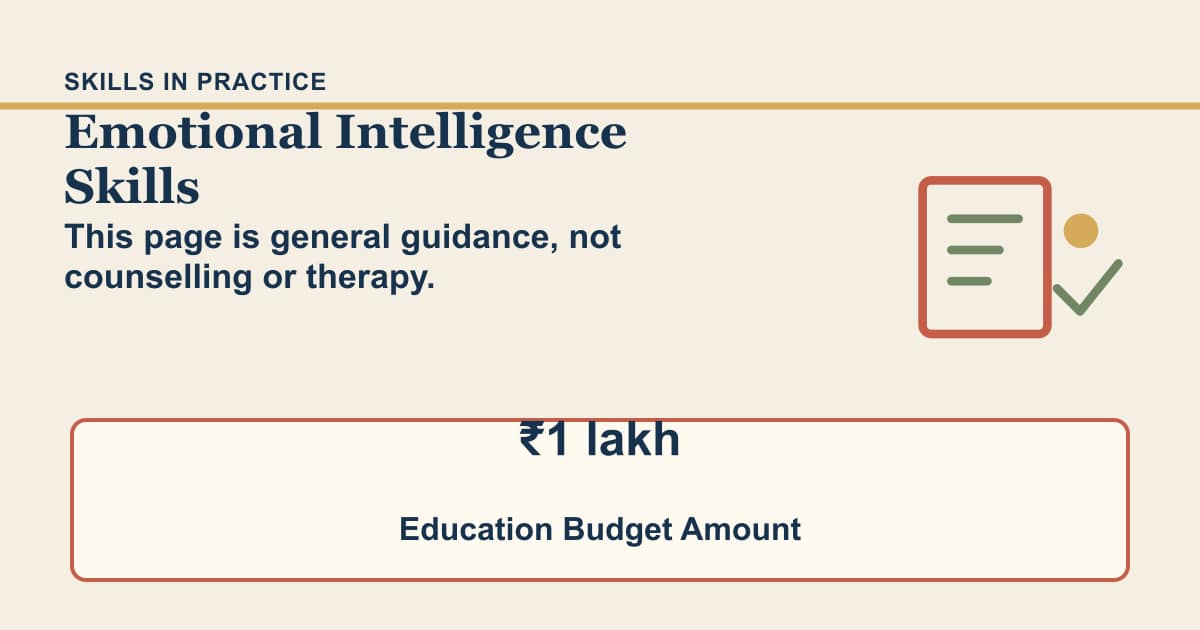 SKILLS IN PRACTICE
Emotional Intelligence
Skills
This page is general guidance, not
counselling or therapy.
₹1 lakh
Education Budget Amount